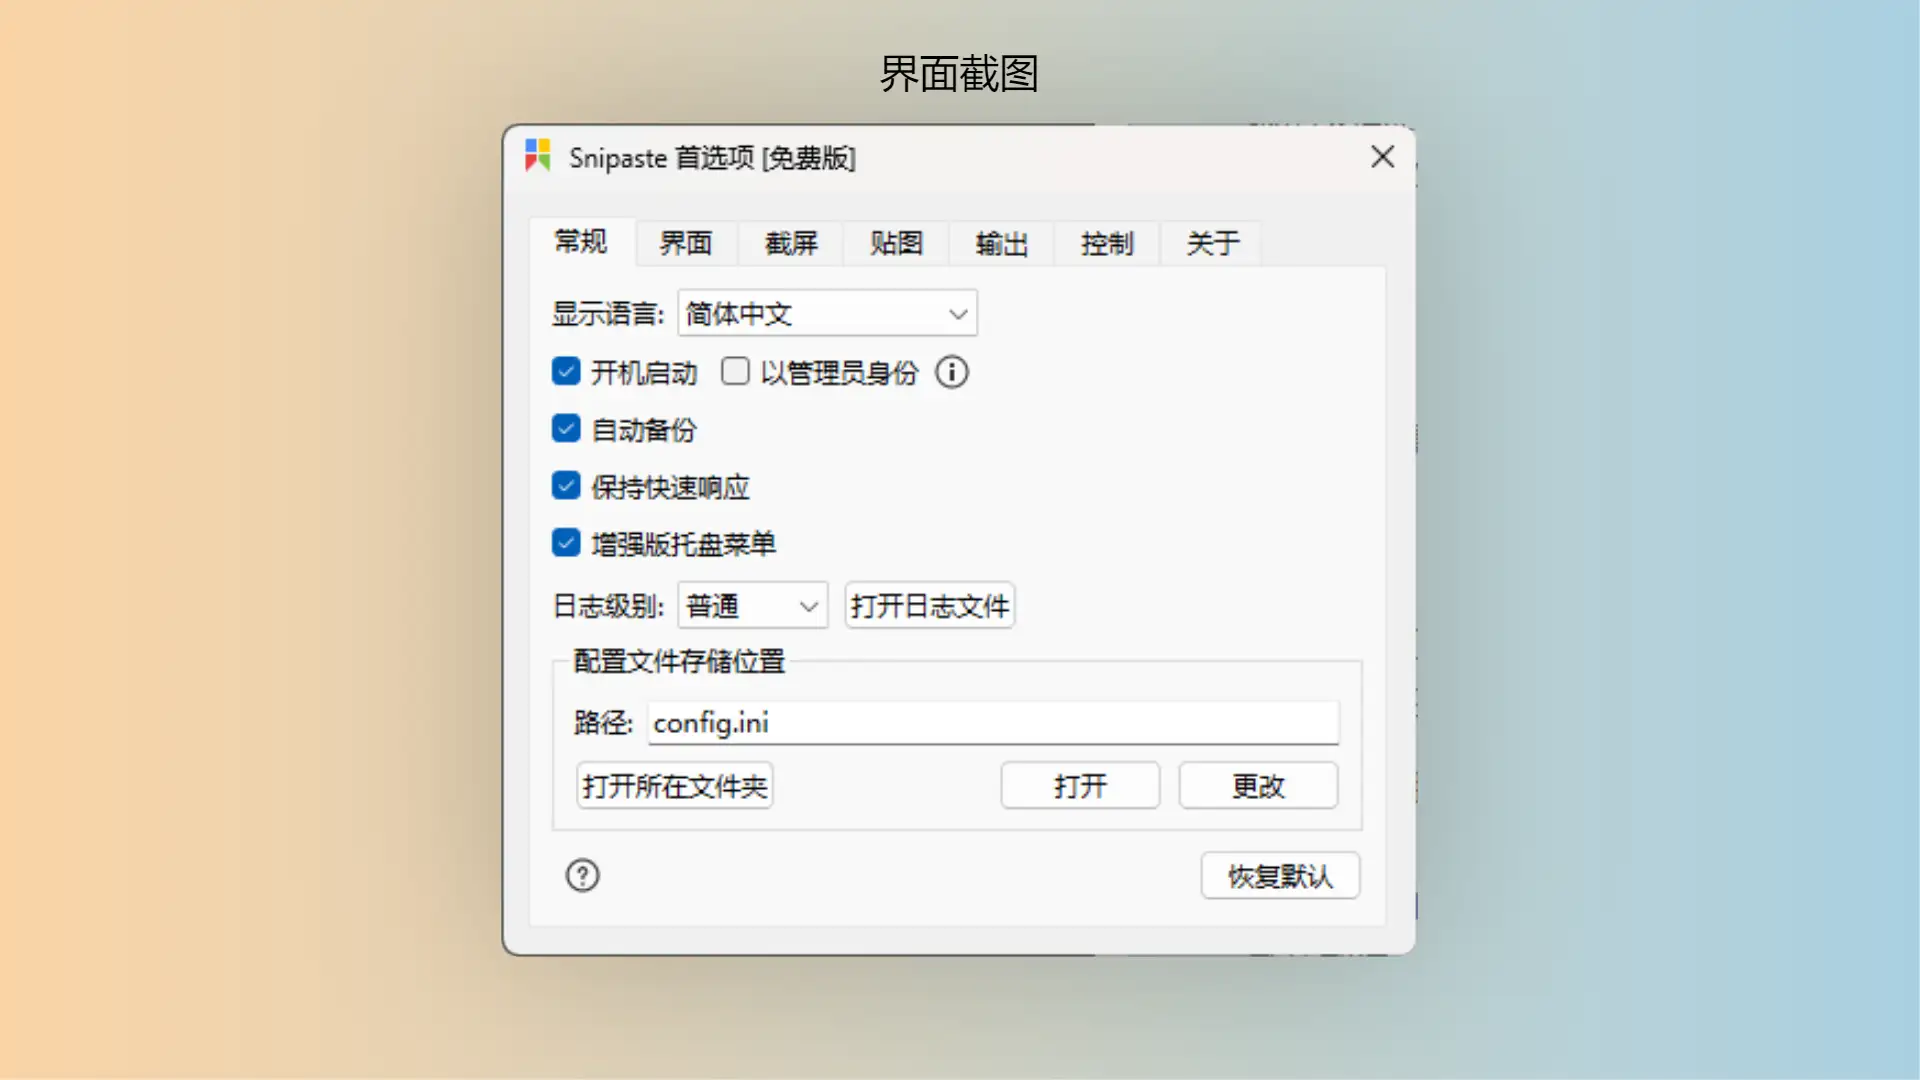 界面截图
Snipaste 首选项 [免费版]
常规 界面 截屏 贴图 输出 控制 关于
显示语言: 简体中文
开机启动 以管理员身份
自动备份
保持快速响应
增强版托盘菜单
日志级别: 普通 打开日志文件
配置文件存储位置
路径: config.ini
打开所在文件夹 打开 更改
恢复默认